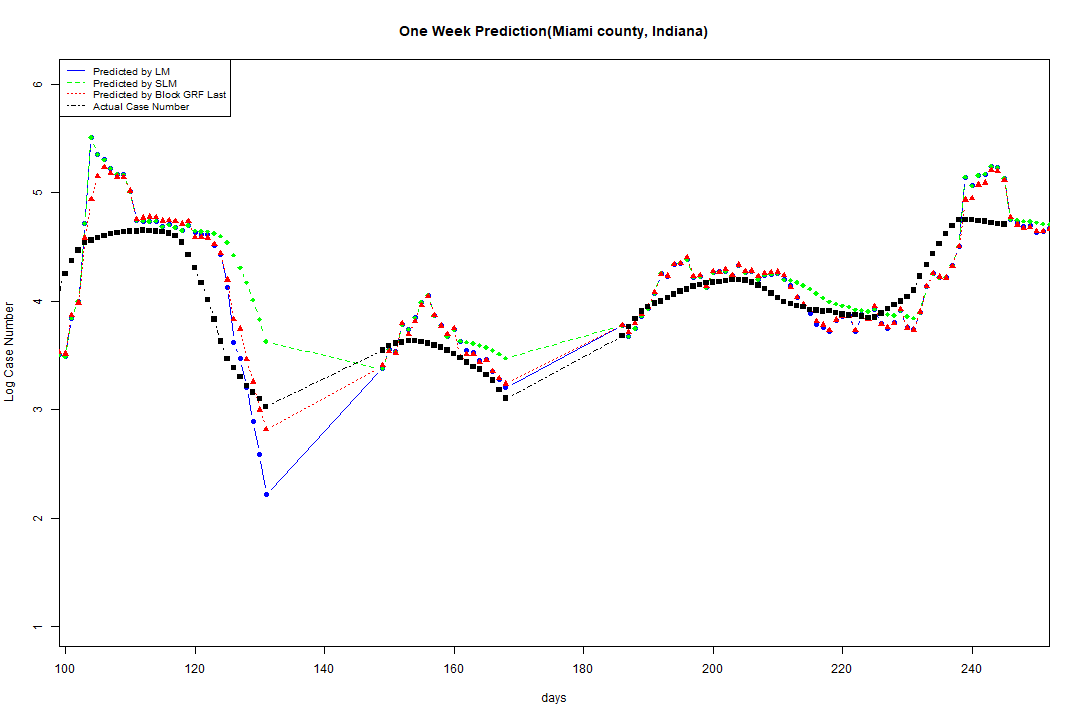 One Week Prediction(Miami county, Indiana)
Predicted by LM
Predicted by SLM
Predicted by Block GRF Last
Actual Case Number
6
5
4
3
2
1
Log Case Number
100 120 140 160 180 200 220 240
days